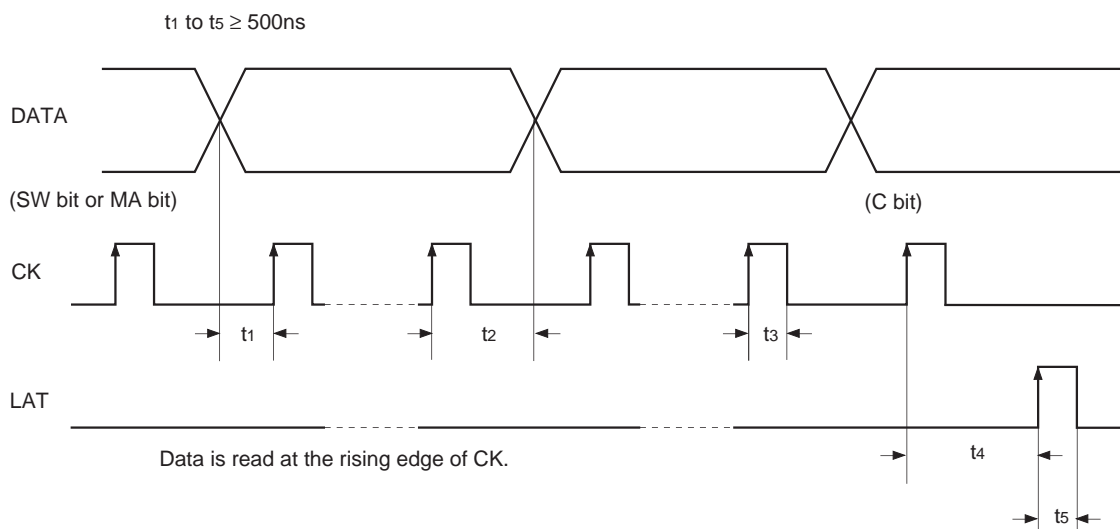 t1 to t5 ≥ 500ns
DATA
(SW bit or MA bit)
(C bit)
CK
t1
t2
t3
LAT
t4
Data is read at the rising edge of CK.
t5